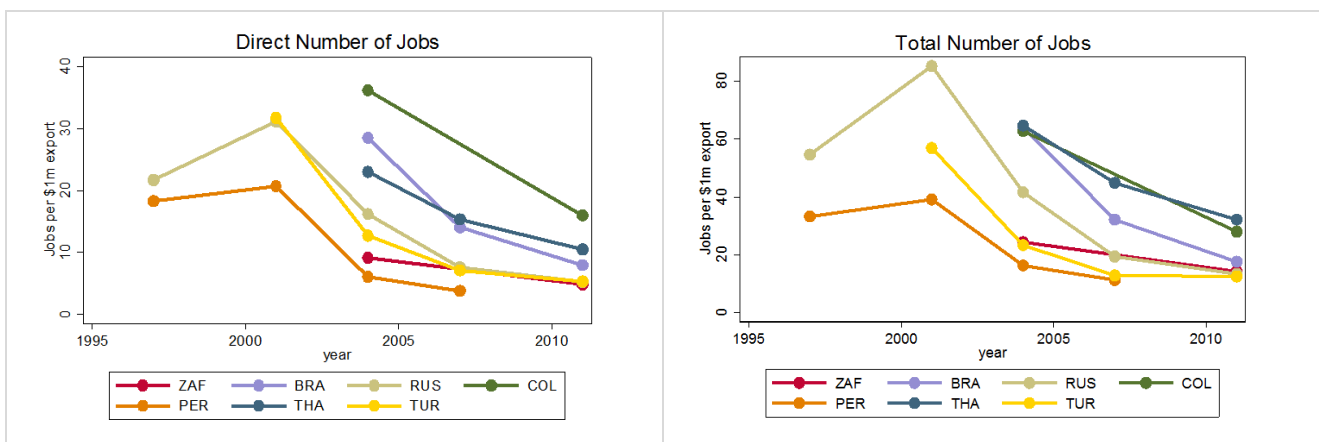 Direct Number of Jobs
Jobs per $1m export
40
30
20
10
0
1995 2000 2005 2010
year
ZAF BRA RUS COL
PER THA TUR
Total Number of Jobs
Jobs per $1m export
80
60
40
20
0
1995 2000 2005 2010
year
ZAF BRA RUS COL
PER THA TUR